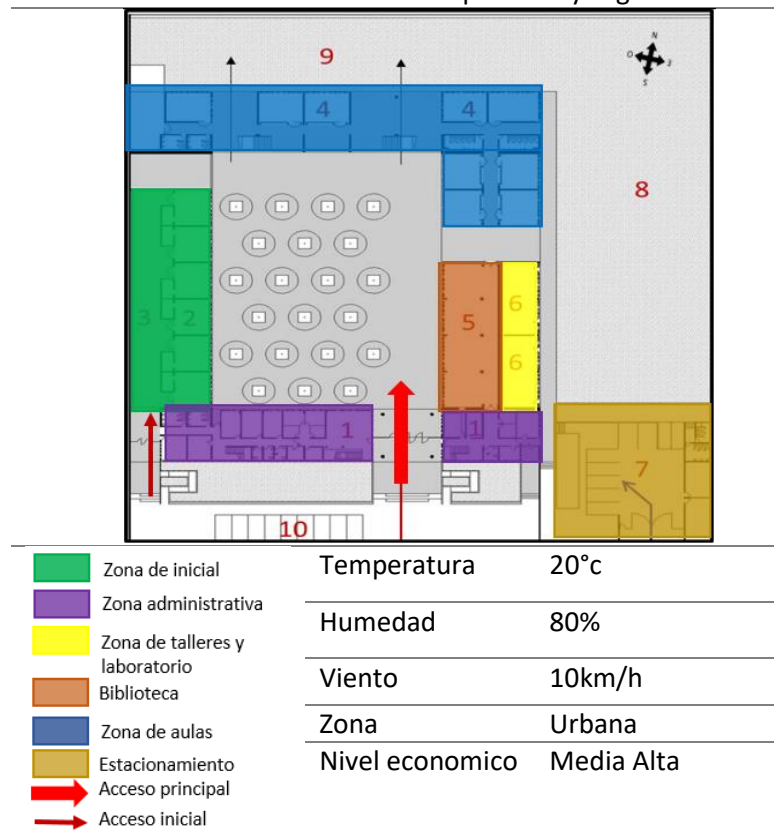 N
O
E
S
9
4
4
8
3
2
5
6
6
1
1
7
10
Zona de inicial
Zona administrativa
Zona de talleres y
laboratorio
Biblioteca
Zona de aulas
Estacionamiento
Acceso principal
Acceso inicial
Temperatura 20°c
Humedad 80%
Viento 10km/h
Zona Urbana
Nivel economico Media Alta